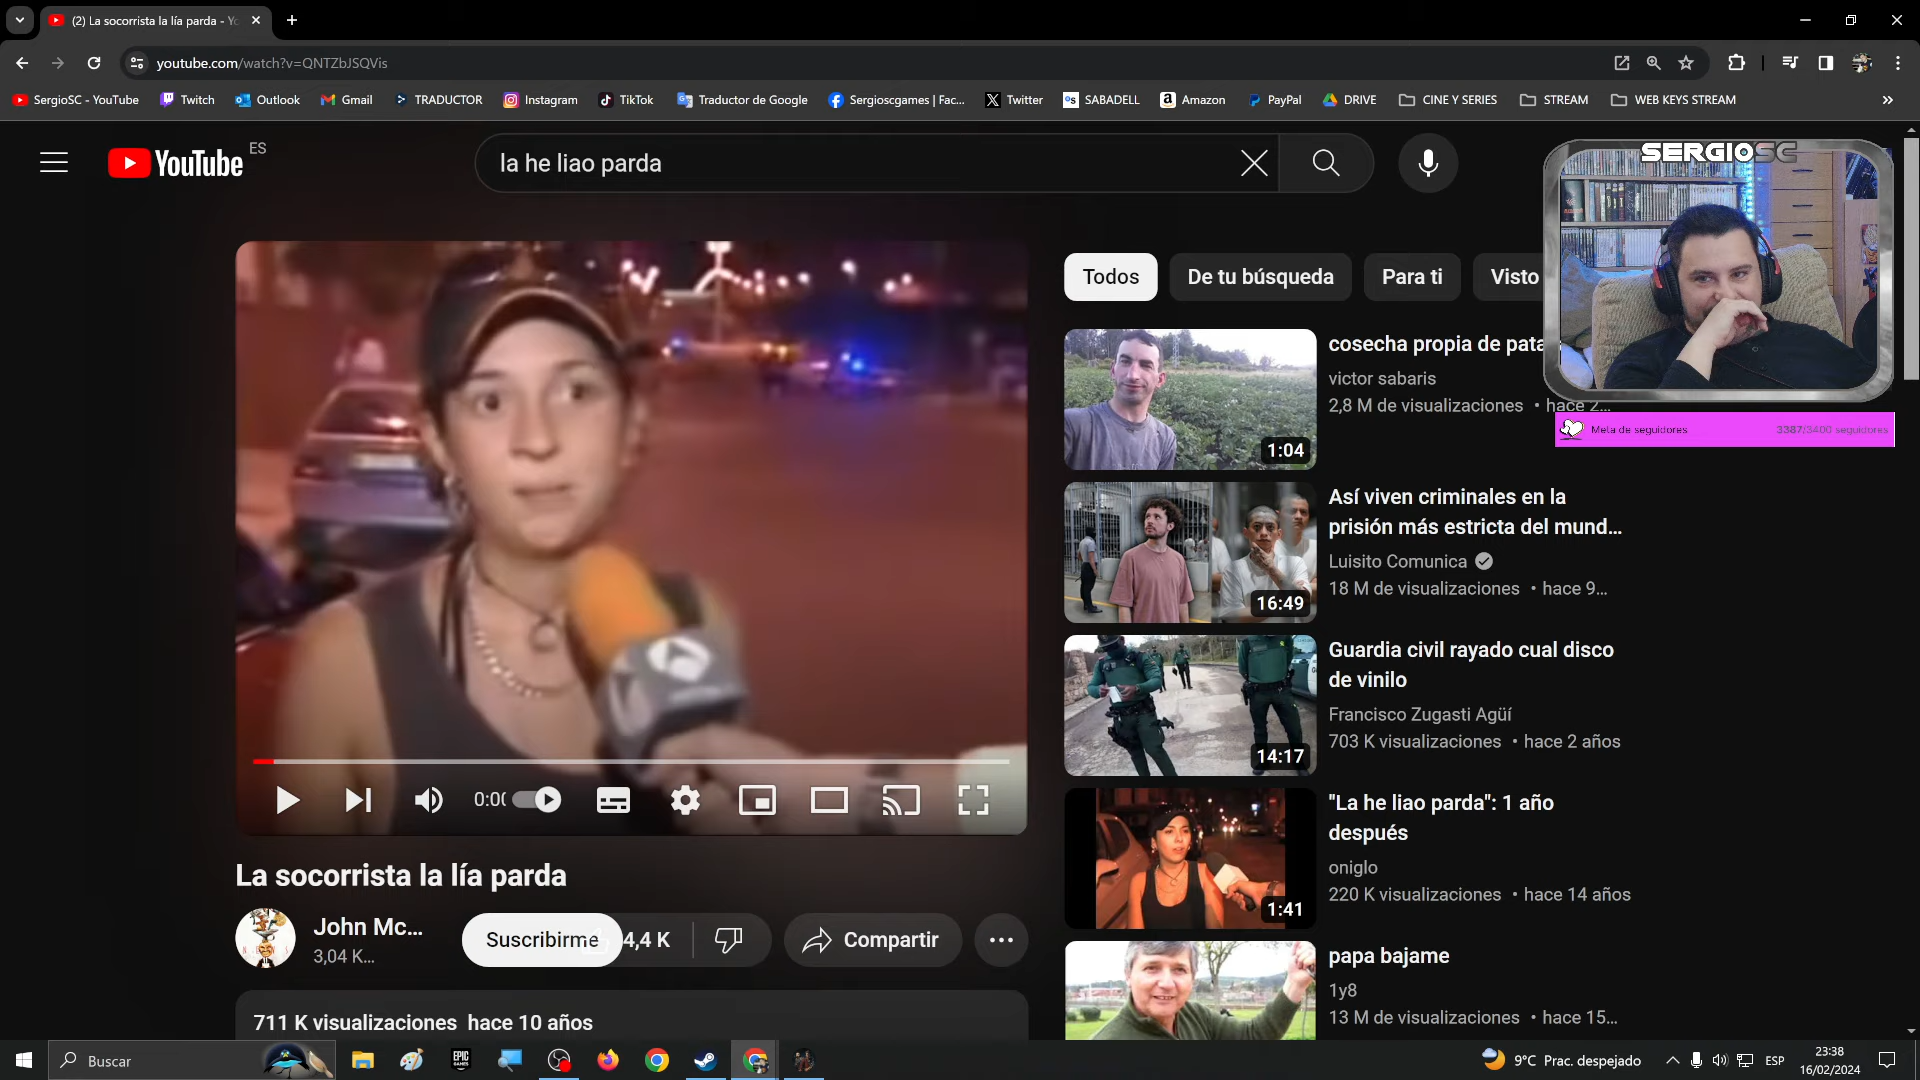 (2) La socorrista la lía parda - Yo
youtube.com/watch?v=QNTZbJSQVis
SergioSC - YouTube
Twitch
Outlook
Gmail
TRADUCTOR
Instagram
TikTok
Traductor de Google
Sergioscgames | Fac...
Twitter
SABADELL
Amazon
PayPal
DRIVE
CINE Y SERIES
STREAM
WEB KEYS STREAM
YouTube ES
la he liao parda
SERGIOSC
Todos
De tu búsqueda
Para ti
Visto
cosecha propia de pata
victor sabaris
2,8 M de visualizaciones • hace 2...
1:04
Meta de seguidores
3387/3400 seguidores
Así viven criminales en la
prisión más estricta del mund...
Luisito Comunica
18 M de visualizaciones • hace 9...
16:49
Guardia civil rayado cual disco
de vinilo
Francisco Zugasti Agüí
703 K visualizaciones • hace 2 años
14:17
"La he liao parda": 1 año
después
oniglo
220 K visualizaciones • hace 14 años
1:41
papa bajame
1y8
13 M de visualizaciones • hace 15...
0:0
La socorrista la lía parda
John Mc...
3,04 K...
Suscribirme
4,4 K
Compartir
711 K visualizaciones hace 10 años
Buscar
EPIC GAMES
9°C Prac. despejado
ESP
23:38
16/02/2024